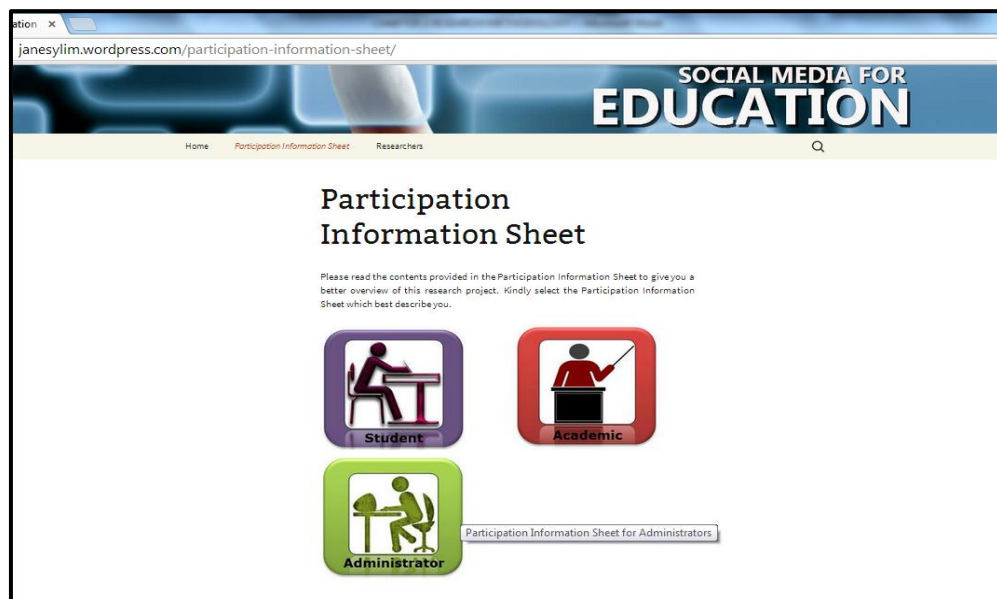 ation
janesylim.wordpress.com/participation-information-sheet/
SOCIAL MEDIA FOR
EDUCATION
Home Participation Information Sheet Researchers
Participation
Information Sheet
Please read the contents provided in the Participation Information Sheet to give you a
better overview of this research project. Kindly select the Participation Information
Sheet which best describe you.
Student
Academic
Administrator
Participation Information Sheet for Administrators